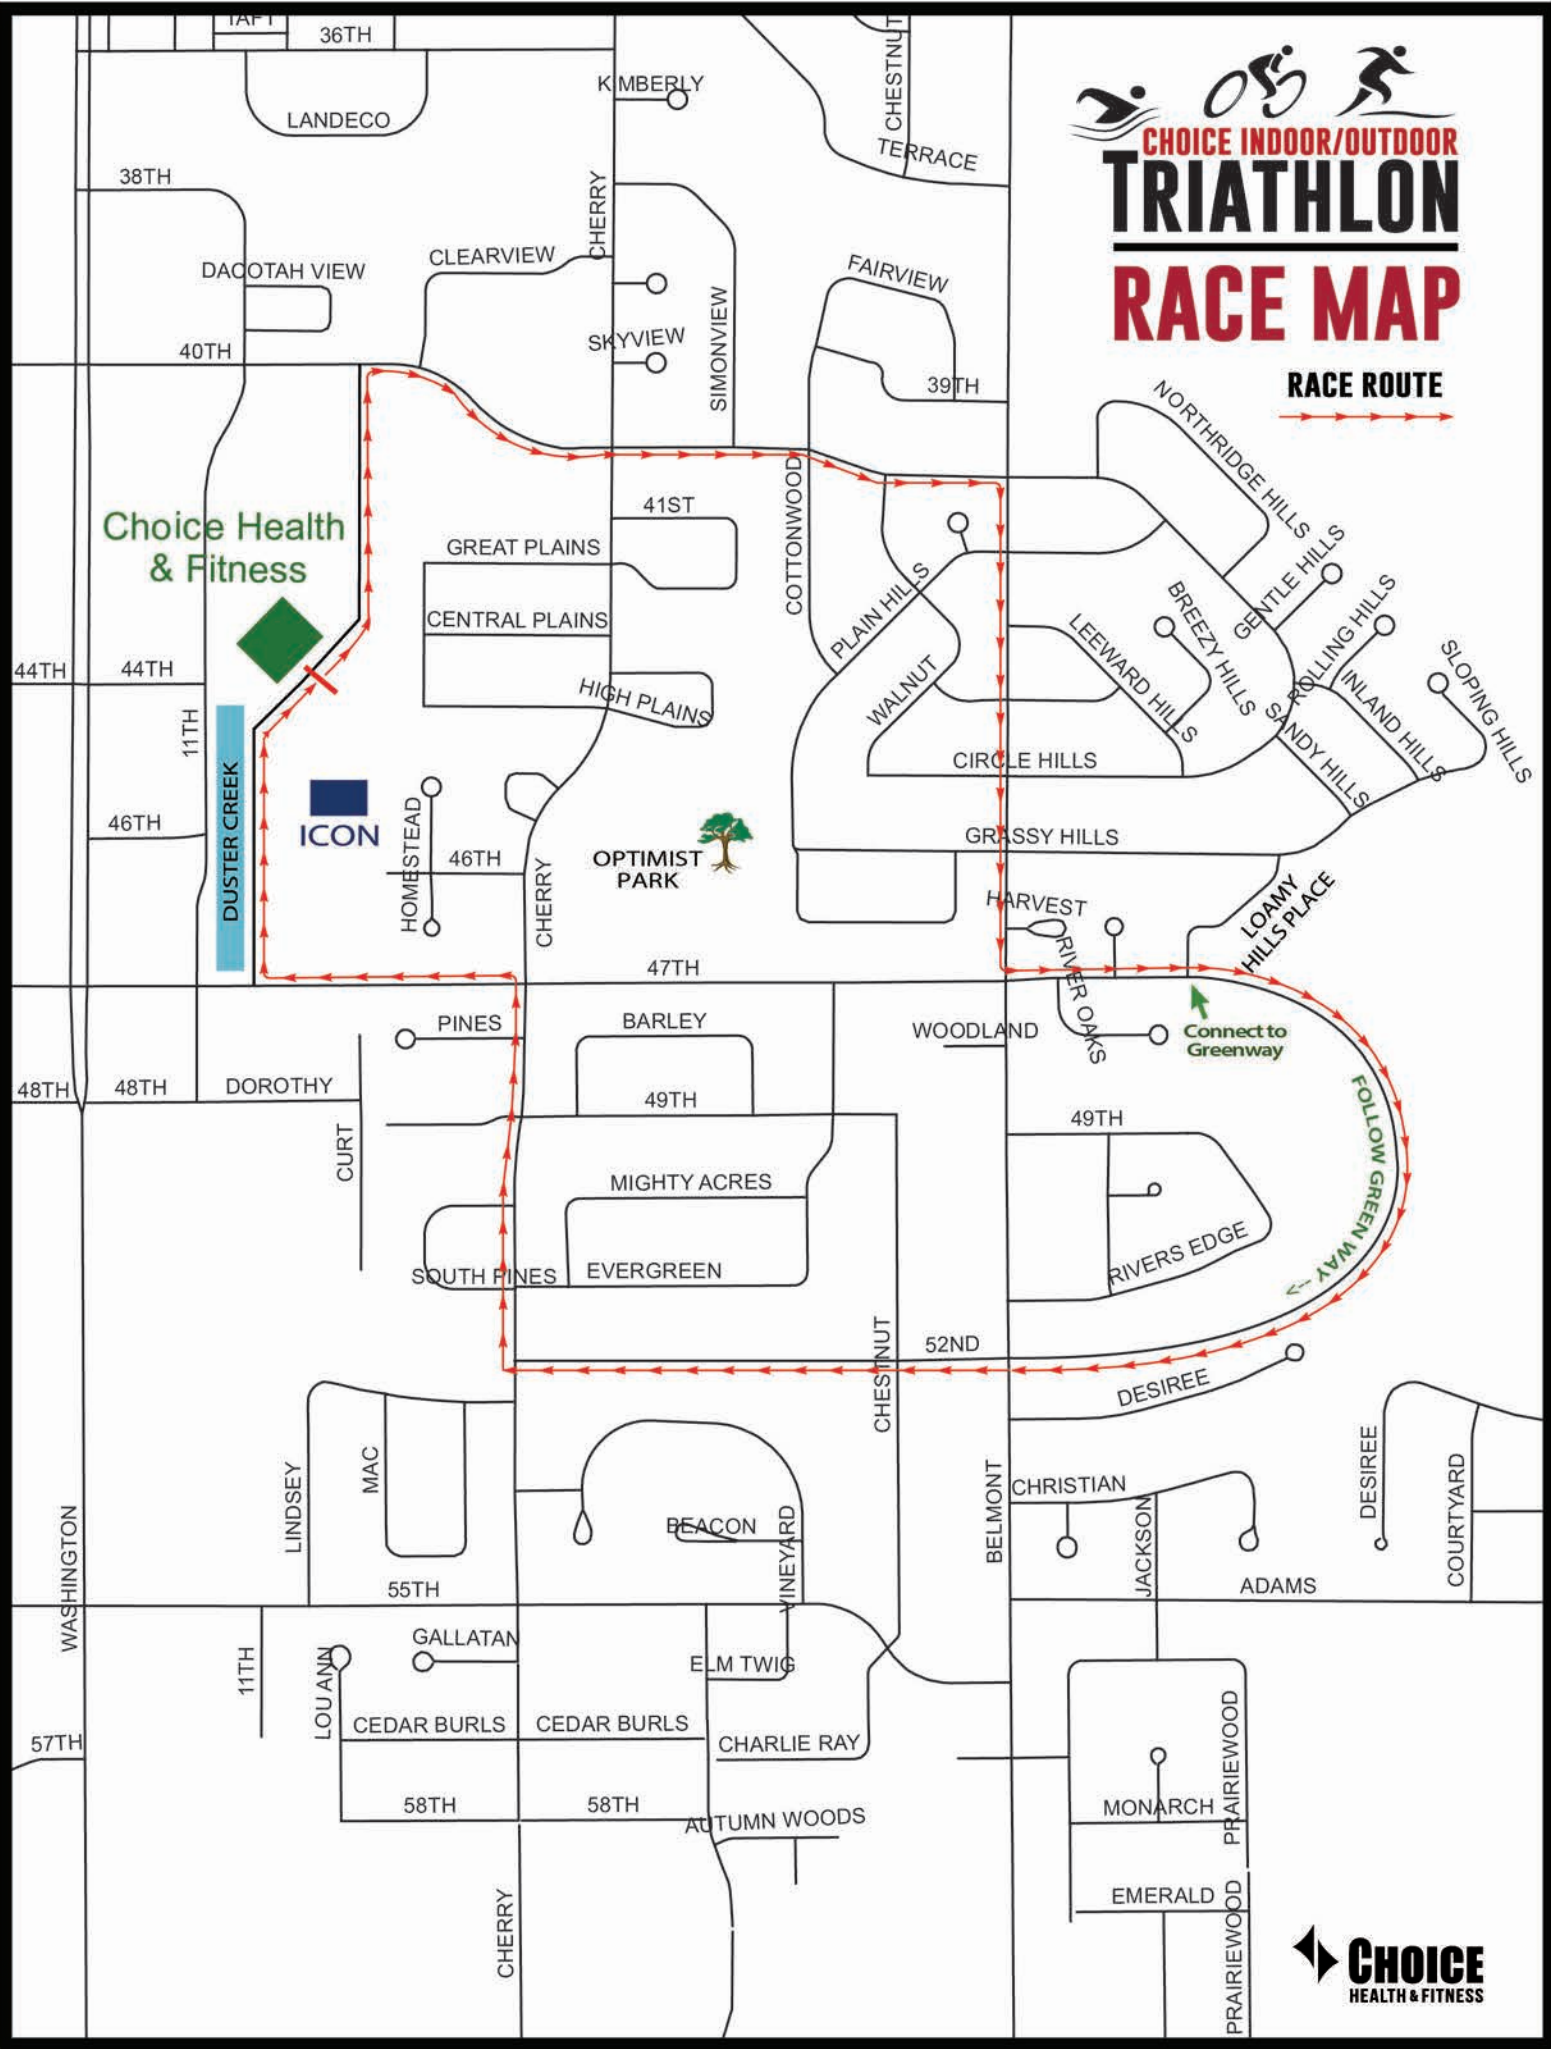 TAFT
36TH
KIMBERLY
CHESTNUT
LANDECO
TERRACE
CHOICE INDOOR/OUTDOOR
TRIATHLON
RACE MAP
RACE ROUTE
38TH
CHERRY
CLEARVIEW
DACOTAH VIEW
FAIRVIEW
SKYVIEW
SIMONVIEW
40TH
39TH
NORTHRIDGE HILLS
COTTONWOOD
41ST
Choice Health
& Fitness
GREAT PLAINS
GENTLE HILLS
PLAIN HILLS
BREEZY HILLS
ROLLING HILLS
CENTRAL PLAINS
LEEWARD HILLS
SLOPING HILLS
44TH
44TH
WALNUT
INLAND HILLS
HIGH PLAINS
SANDY HILLS
11TH
CIRCLE HILLS
DUSTER CREEK
ICON
HOMESTEAD
46TH
46TH
OPTIMIST
PARK
GRASSY HILLS
CHERRY
HARVEST
LOAMY
HILLS PLACE
47TH
RIVER OAKS
PINES
BARLEY
WOODLAND
Connect to
Greenway
48TH
48TH
DOROTHY
49TH
49TH
FOLLOW GREEN WAY -->
CURT
MIGHTY ACRES
RIVERS EDGE
SOUTH PINES
EVERGREEN
52ND
CHESTNUT
DESIREE
LINDSEY
MAC
BELMONT
CHRISTIAN
DESIREE
COURTYARD
WASHINGTON
BEACON
VINEYARD
JACKSON
55TH
ADAMS
11TH
LOU ANN
GALLATAN
ELM TWIG
CEDAR BURLS
CEDAR BURLS
CHARLIE RAY
57TH
PRAIRIEWOOD
58TH
58TH
AUTUMN WOODS
MONARCH
EMERALD
CHERRY
PRAIRIEWOOD
CHOICE
HEALTH & FITNESS